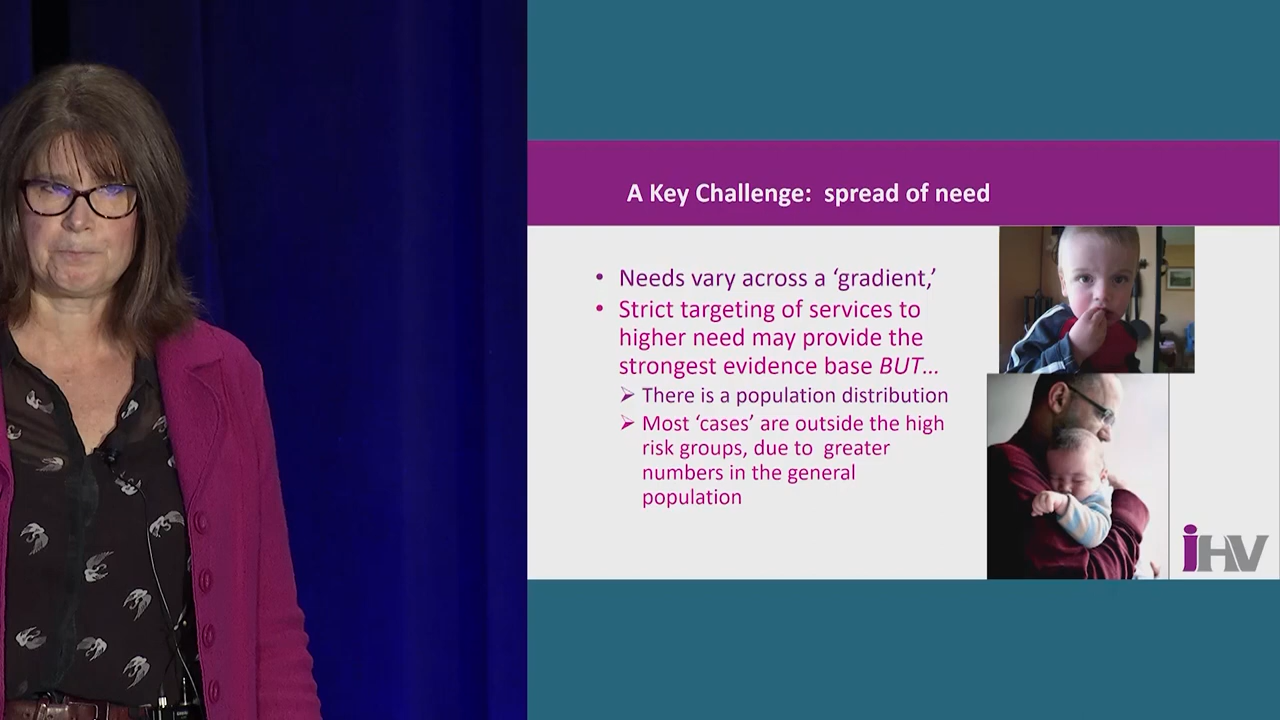 A Key Challenge:  spread of need
• Needs vary across a ‘gradient,’
• Strict targeting of services to
higher need may provide the
strongest evidence base BUT...
➢ There is a population distribution
➢ Most ‘cases’ are outside the high
risk groups, due to  greater
numbers in the general
population
iHV